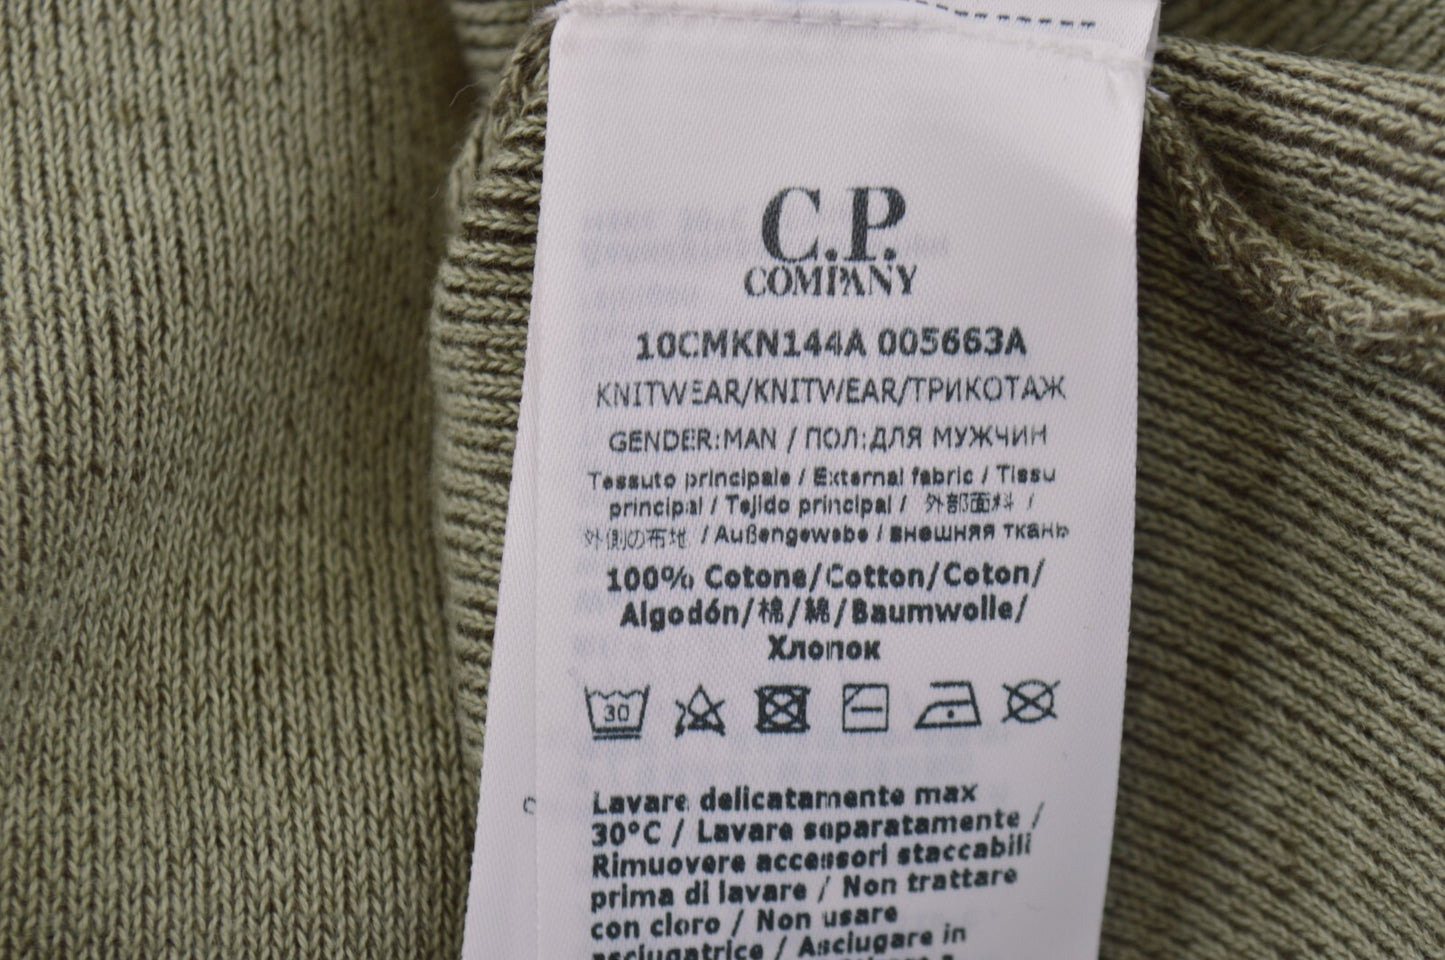 C.P.
COMPANY
10CMKN144A 005663A
KNITWEAR/KNITWEAR/ТРИКОТАЖ
GENDER:MAN / ПОЛ:ДЛЯ МУЖЧИН
Tessuto principale / External fabric / Tissu
principal / Tejido principal / 外部面料 /
外側の布地 / Außengewebe / внешняя ткань
100% Cotone/Cotton/Coton/
Algodón/棉/綿/Baumwolle/
Хлопок
30
Lavare delicatamente max
30°C / Lavare separatamente /
Rimuovere accessori staccabili
prima di lavare / Non trattare
con cloro / Non usare
asciugatrice / Asciugare in